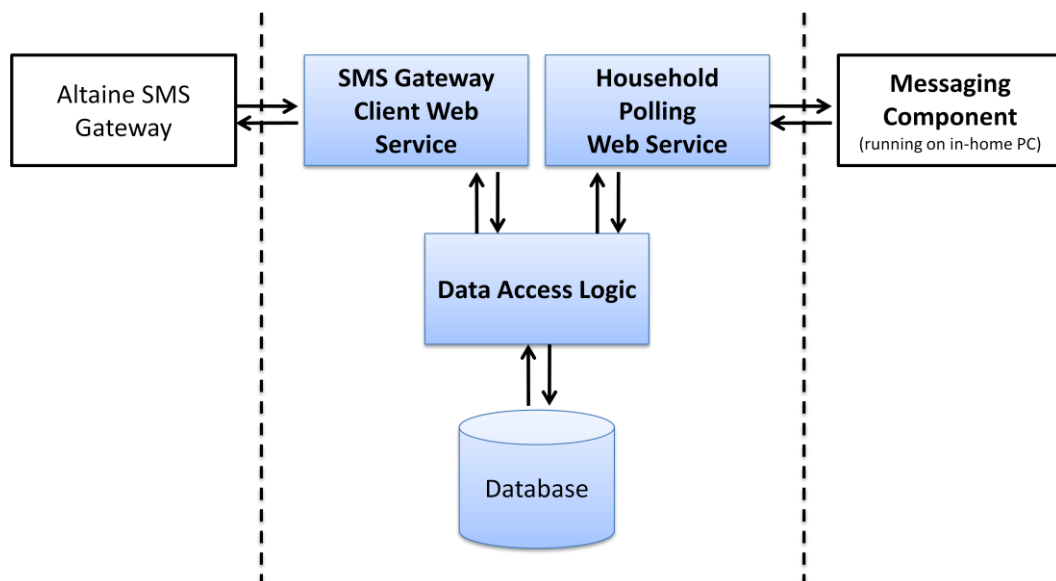 Altaine SMS
Gateway
SMS Gateway
Client Web
Service
Household
Polling
Web Service
Messaging
Component
(running on in-home PC)
Data Access Logic
Database